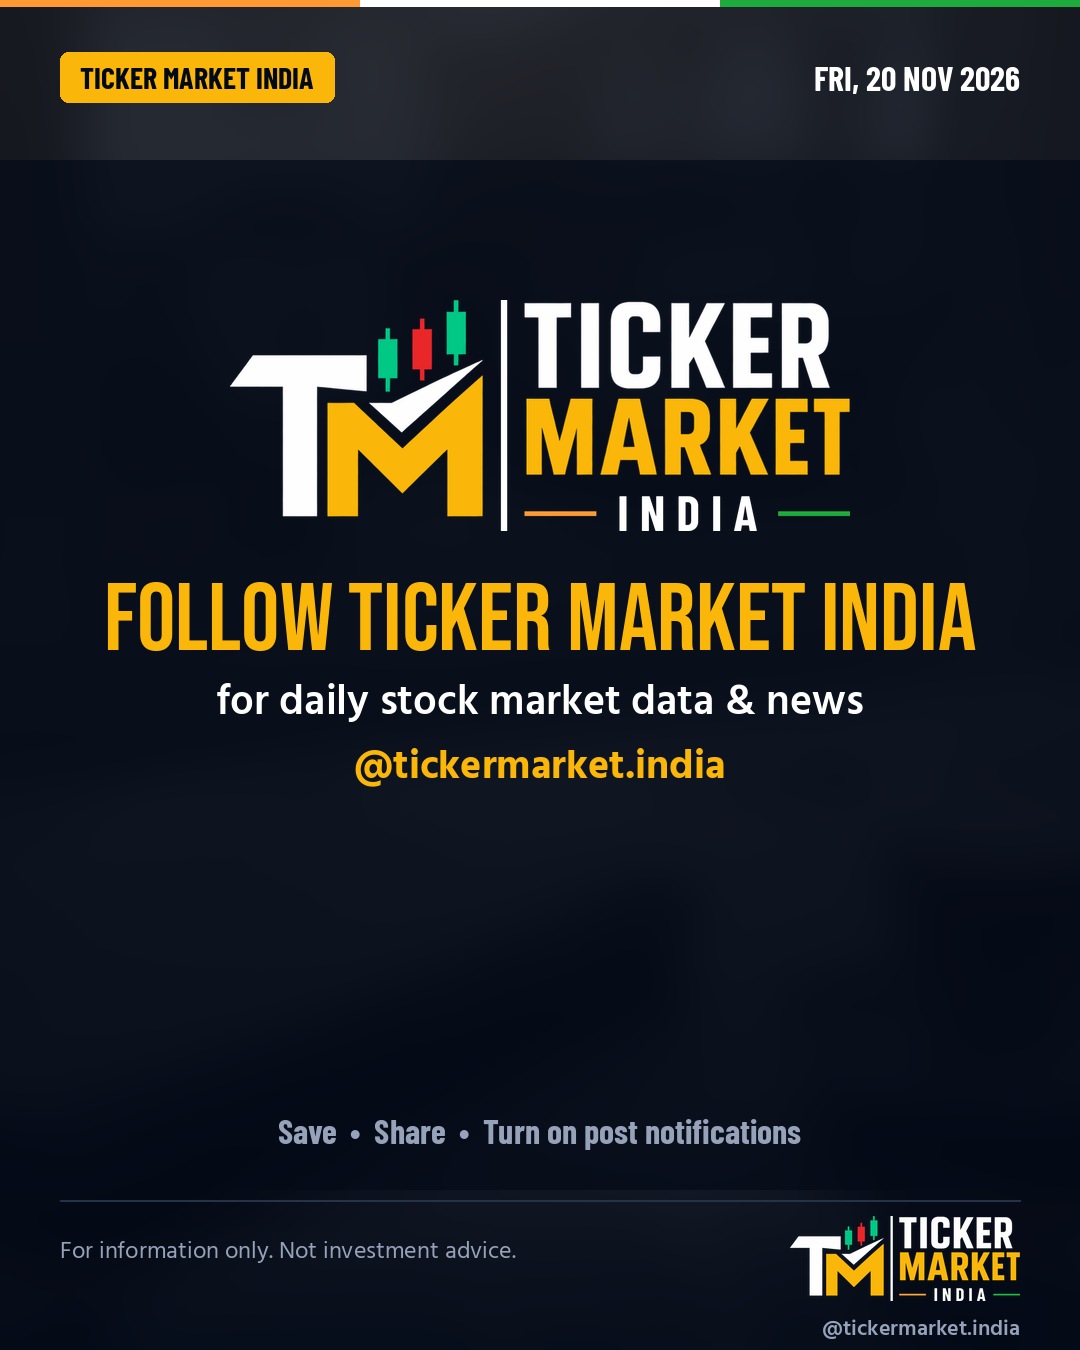 TICKER MARKET INDIA
FRI, 20 NOV 2026
TM
TICKER
MARKET
INDIA
FOLLOW TICKER MARKET INDIA
for daily stock market data & news
@tickermarket.india
Save • Share • Turn on post notifications
For information only. Not investment advice.
TM
TICKER
MARKET
INDIA
@tickermarket.india